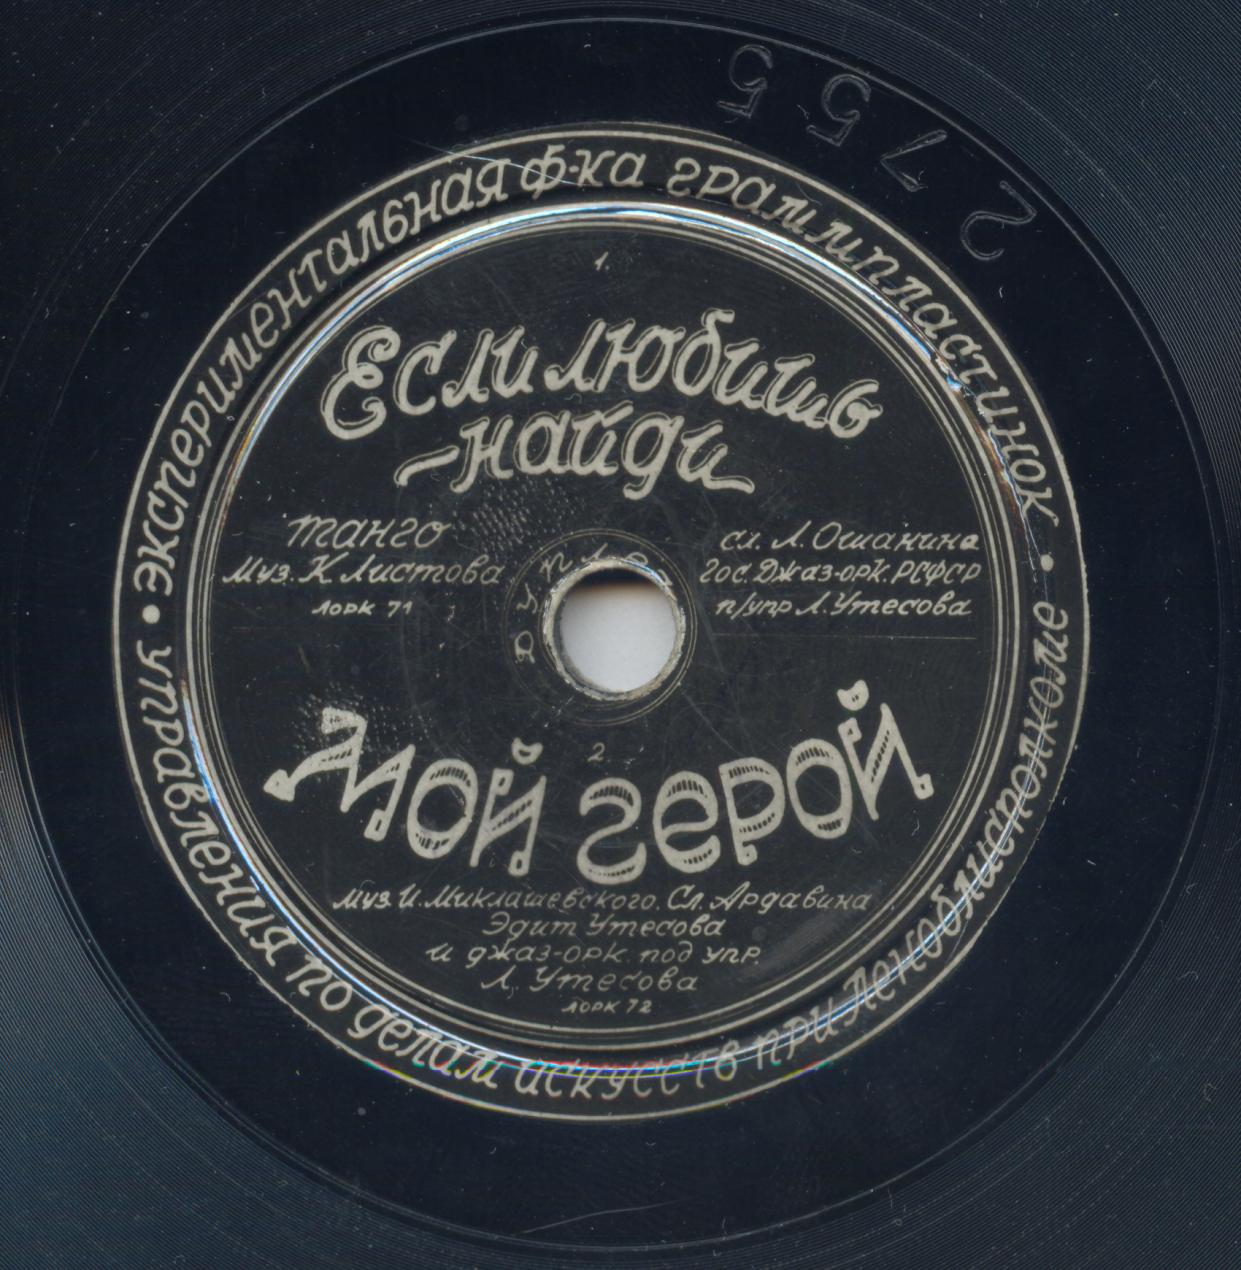 2755
Экспериментальная ф-ка грампластинок •
управления по делам искусств при Леноблисполкоме •
1.
Если любишь
-найди
танго
муз. К Листова
ЛОРК 71
сл. Л. Ошанина
гос. Джаз-орк. РСФСР
п/упр Л. Утесова
2.
Мой герой
муз И. Миклашевского. Сл. Ардавина
Эдит Утесова
и джаз-орк. под упр.
Л. Утесова
ЛОРК 72